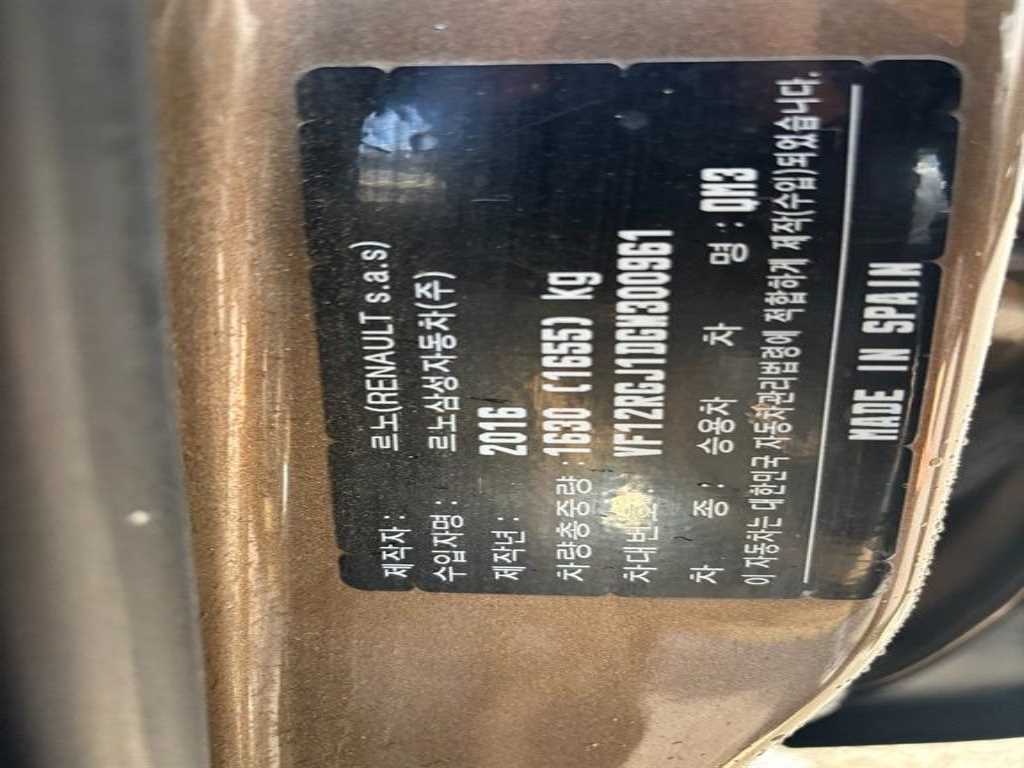 제작자 : 르노(RENAULT s.a.s)
수입자명 : 르노삼성자동차(주)
제작년 : 2016
차량총중량 : 1630 (1655) kg
차대번호 : VF12RGJ1DGW300961
차 종 : 승용차 차 명 : QM3
이 자동차는 대한민국 자동차관리법령에 적합하게 제작(수입)되었습니다.
MADE IN SPAIN